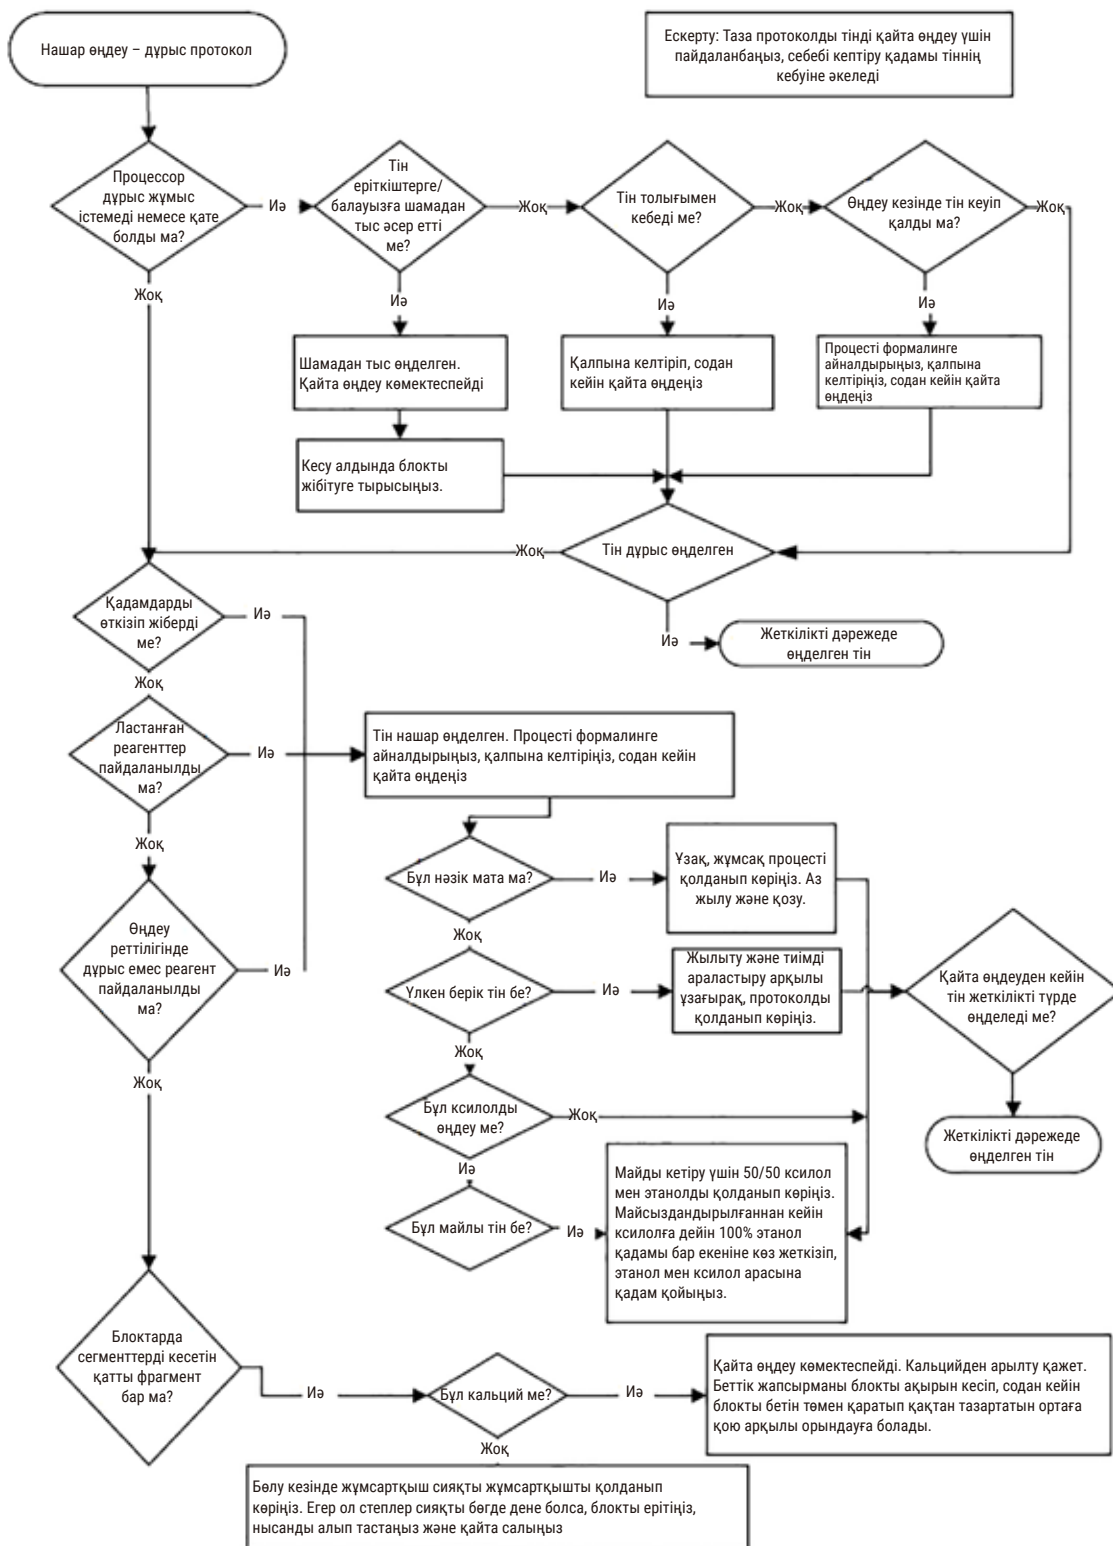 Нашар өңдеу – дұрыс протокол
Ескерту: Таза протоколды тінді қайта өңдеу үшін
пайдаланбаңыз, себебі кептіру қадамы тіннің
кебуіне әкеледі
Процессор
дұрыс жұмыс
істемеді немесе қате
болды ма?
Иә
Тін
еріткіштерге/
балауызға шамадан
тыс әсер етті
ме?
Жоқ
Тін толығымен
кебеді ме?
Жоқ
Өңдеу кезінде тін кеуіп
қалды ма?
Жоқ
Жоқ
Иә
Иә
Иә
Шамадан тыс өңделген.
Қайта өңдеу көмектеспейді
Қалпына келтіріп, содан
кейін қайта өңдеңіз
Процесті формалинге
айналдырыңыз, қалпына
келтіріңіз, содан кейін қайта
өңдеңіз
Кесу алдында блокты
жібітуге тырысыңыз.
Жоқ
Тін дұрыс өңделген
Иә
Жеткілікті дәрежеде
өңделген тін
Қадамдарды
өткізіп жіберді
ме?
Иә
Жоқ
Ластанған
реагенттер
пайдаланылды
ма?
Иә
Тін нашар өңделген. Процесті формалинге
айналдырыңыз, қалпына келтіріңіз, содан кейін
қайта өңдеңіз
Жоқ
Өңдеу
реттілігінде
дұрыс емес реагент
пайдаланылды
ма?
Иә
Жоқ
Бұл нәзік мата ма?
Иә
Ұзақ, жұмсақ процесті
қолданып көріңіз. Аз
жылу және қозу.
Жоқ
Үлкен берік тін бе?
Иә
Жылыту және тиімді
араластыру арқылы
ұзағырақ, протоколды
қолданып көріңіз.
Қайта өңдеуден кейін
тін жеткілікті түрде
өңделеді ме?
Жоқ
Бұл ксилолды
өңдеу ме?
Жоқ
Жеткілікті дәрежеде
өңделген тін
Иә
Бұл майлы тін бе?
Иә
Майды кетіру үшін 50/50 ксилол
мен этанолды қолданып көріңіз.
Майсыздандырылғаннан кейін
ксилолға дейін 100% этанол
қадамы бар екеніне көз жеткізіп,
этанол мен ксилол арасына
қадам қойыңыз.
Блоктарда
сегменттерді кесетін
қатты фрагмент
бар ма?
Иә
Бұл кальций ме?
Иә
Қайта өңдеу көмектеспейді. Кальцийден арылту қажет.
Беттік жапсырманы блокты ақырын кесіп, содан кейін
блокты бетін төмен қаратып қақтан тазартатын ортаға
қою арқылы орындауға болады.
Жоқ
Бөлу кезінде жұмсартқыш сияқты жұмсартқышты қолданып
көріңіз. Егер ол степлер сияқты бөгде дене болса, блокты ерітіңіз,
нысанды алып тастаңыз және қайта салыңыз